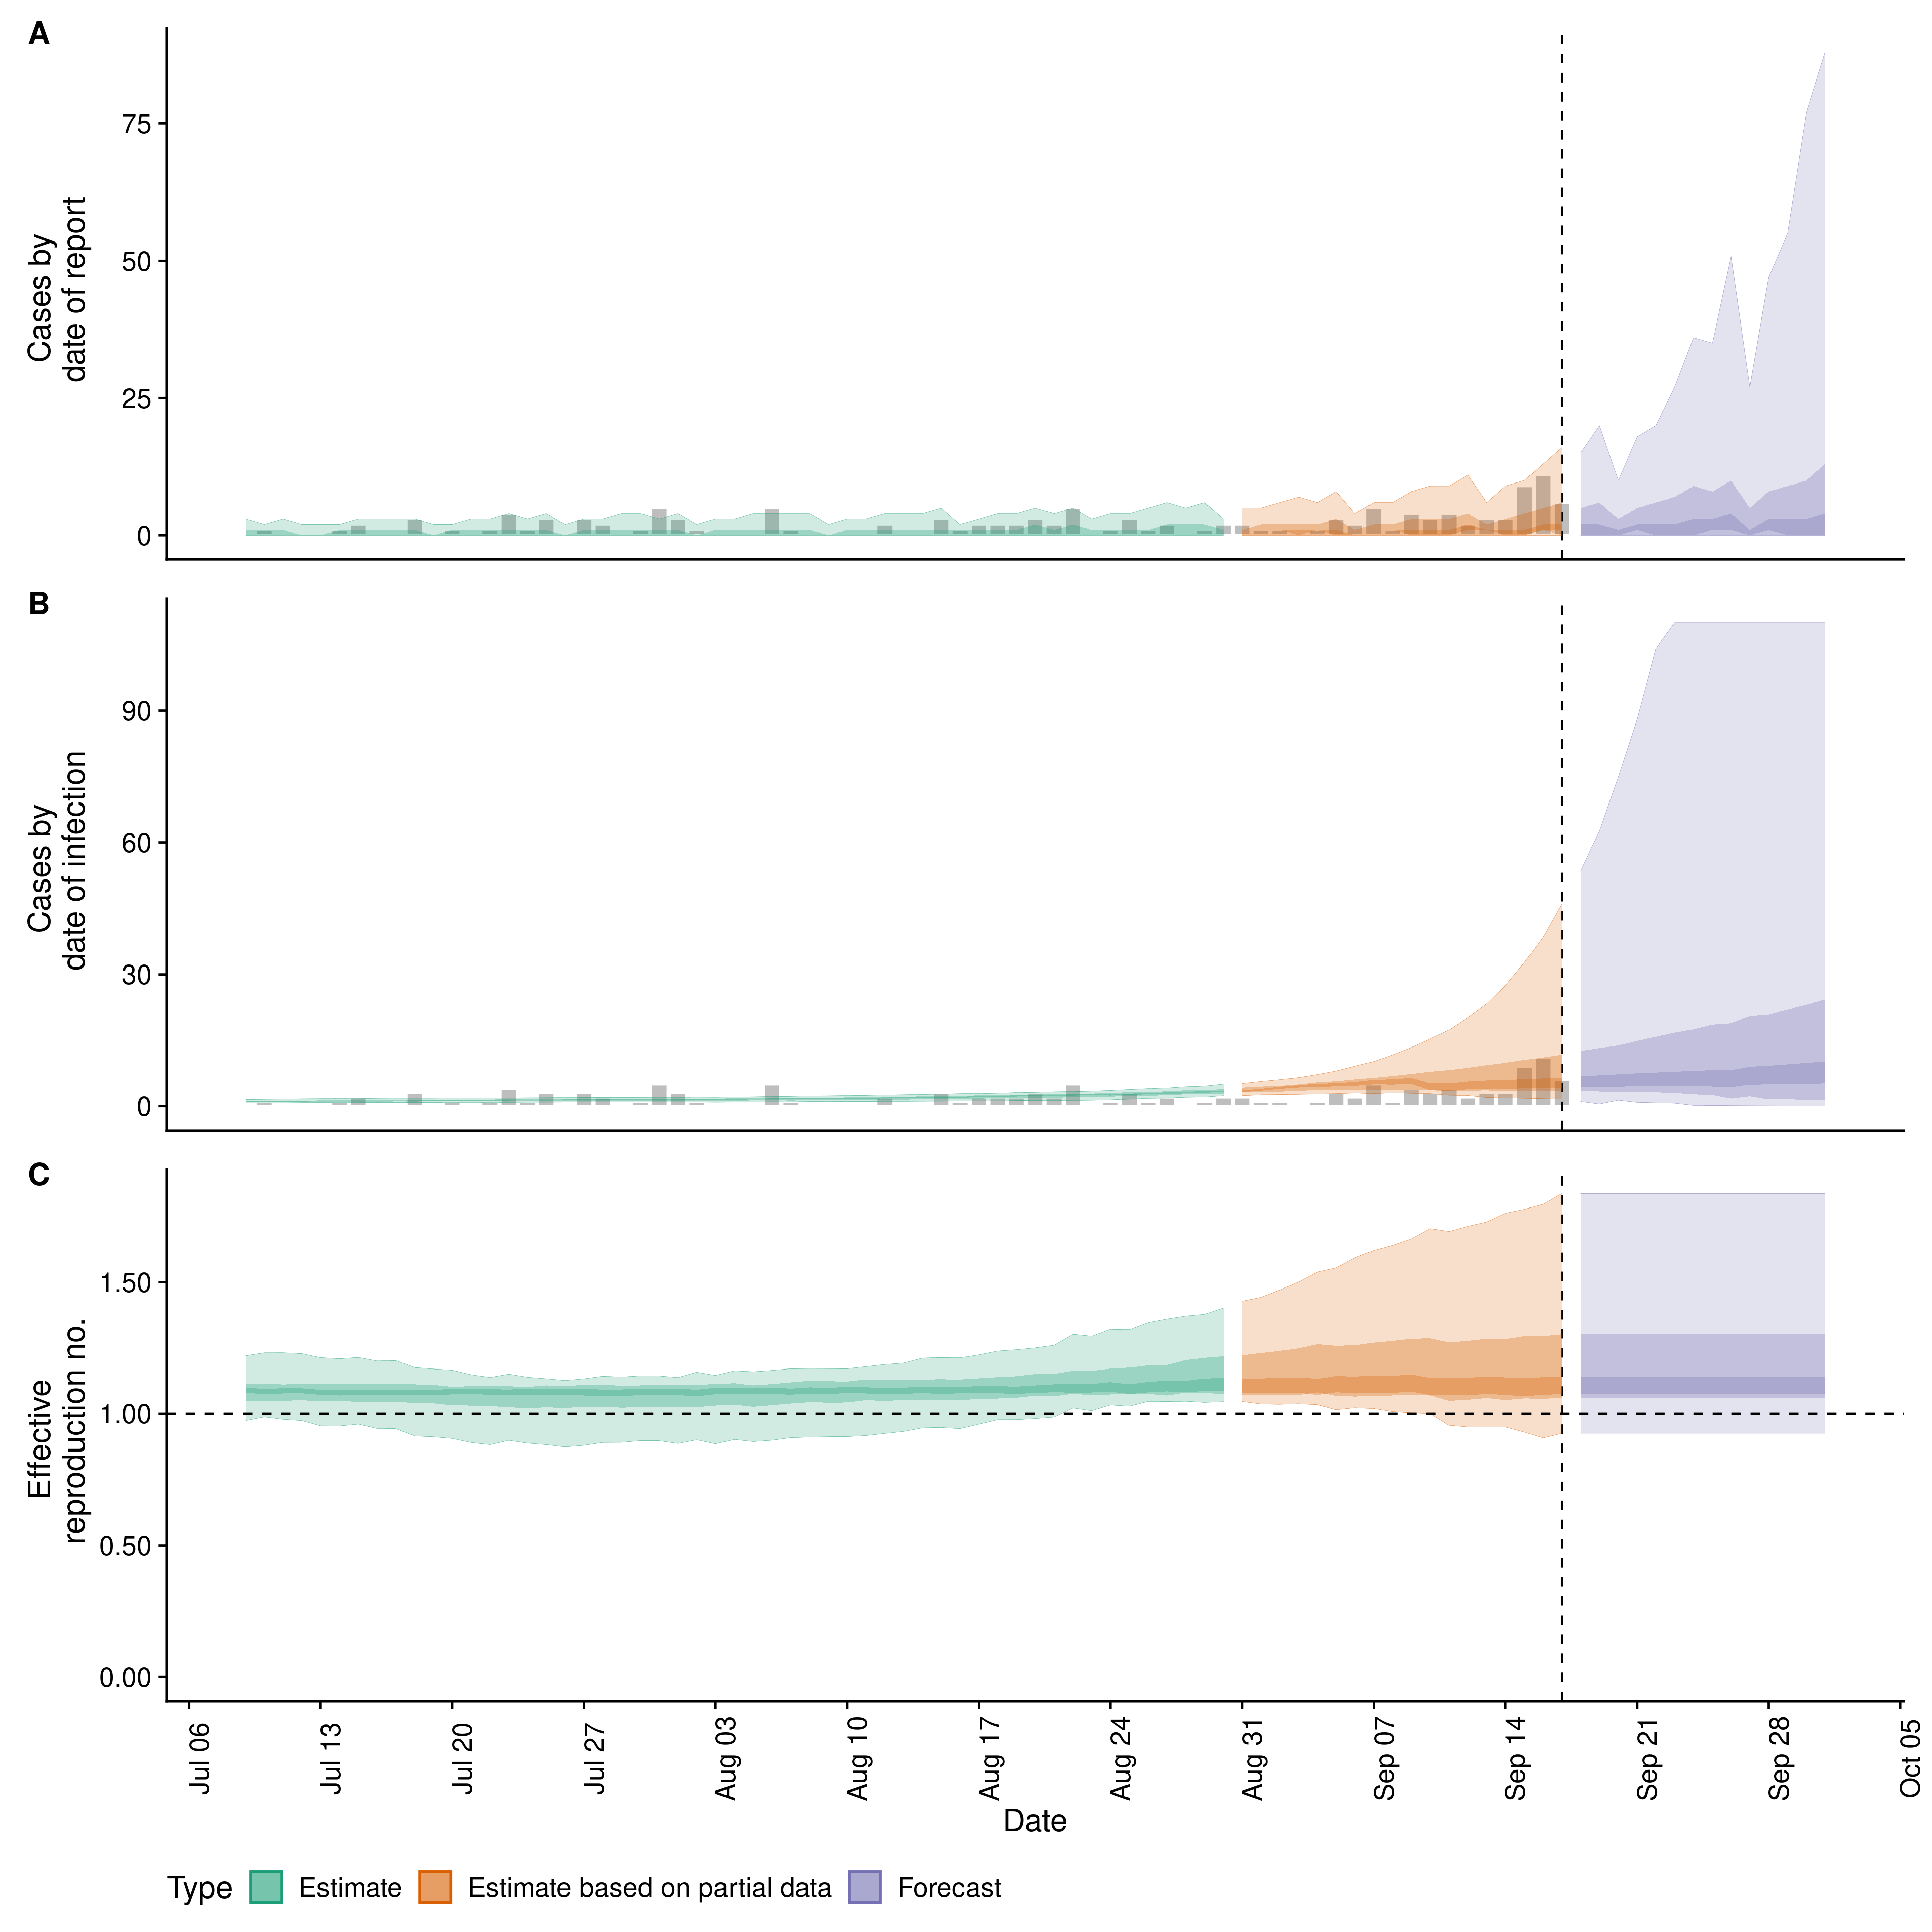 A
Cases by
date of report
75
50
25
0
B
Cases by
date of infection
90
60
30
0
C
Effective
reproduction no.
1.50
1.00
0.50
0.00
Jul 06
Jul 13
Jul 20
Jul 27
Aug 03
Aug 10
Aug 17
Aug 24
Aug 31
Sep 07
Sep 14
Sep 21
Sep 28
Oct 05
Date
Type
Estimate
Estimate based on partial data
Forecast